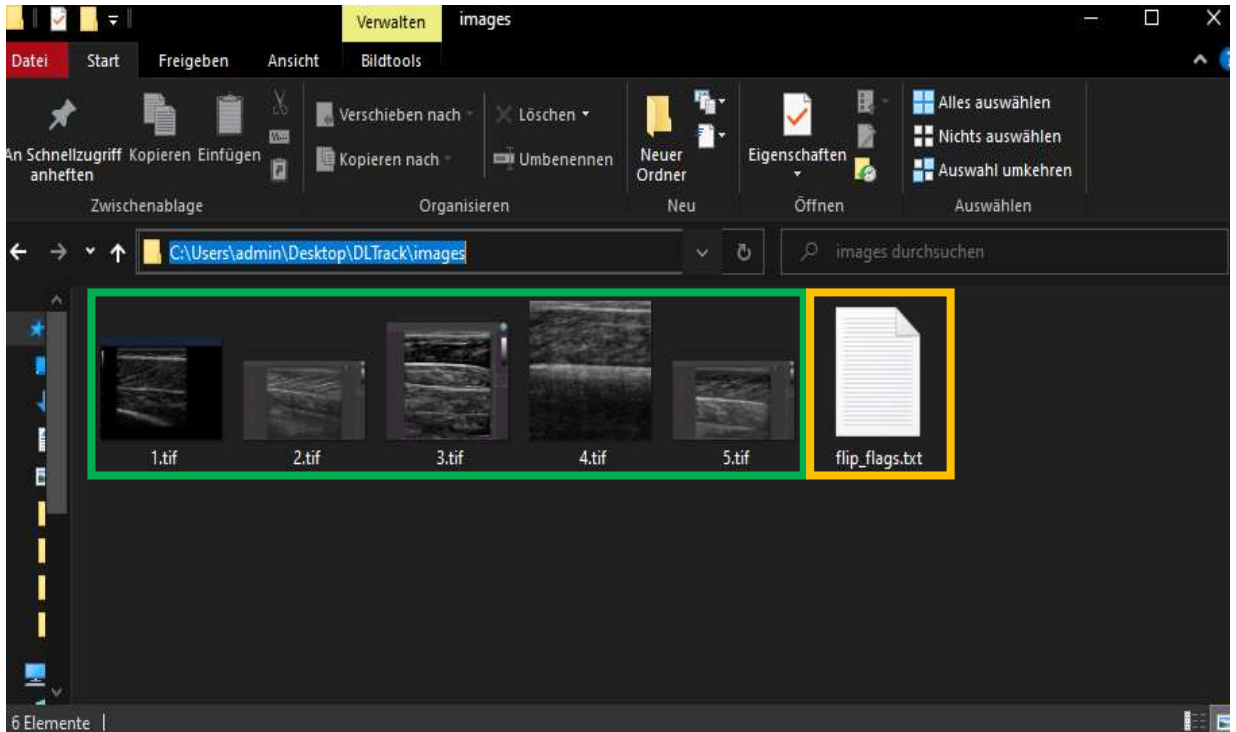 Verwalten images
Datei Start Freigeben Ansicht Bildtools
An Schnellzugriff anheften
Kopieren
Einfügen
Zwischenablage
Verschieben nach
Kopieren nach
Löschen
Umbenennen
Organisieren
Neuer Ordner
Neu
Eigenschaften
Öffnen
Alles auswählen
Nichts auswählen
Auswahl umkehren
Auswählen
C:\Users\admin\Desktop\DLTrack\images
images durchsuchen
1.tif 2.tif 3.tif 4.tif 5.tif flip_flags.txt
6 Elemente